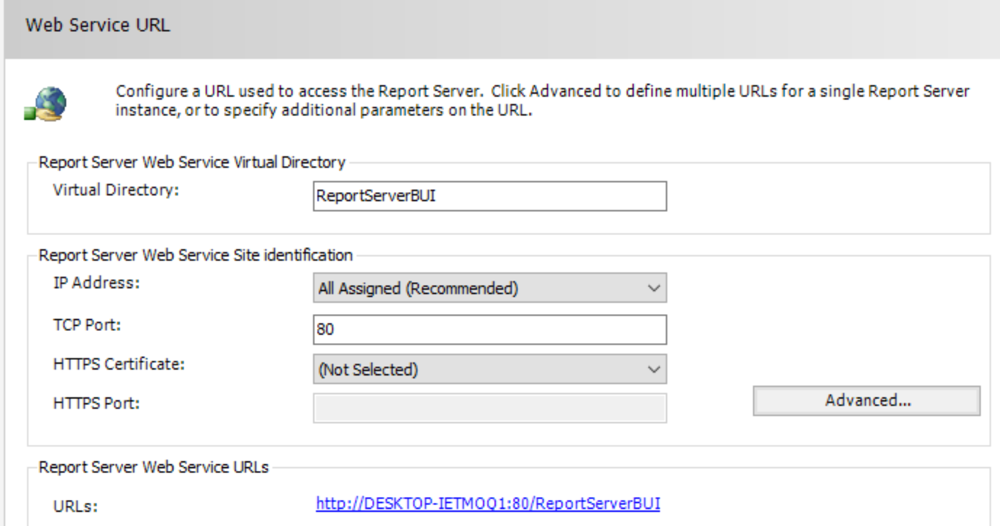 Web Service URL
Configure a URL used to access the Report Server.  Click Advanced to define multiple URLs for a single Report Server
instance, or to specify additional parameters on the URL.
Report Server Web Service Virtual Directory
Virtual Directory:
ReportServerBUI
Report Server Web Service Site identification
IP Address:
All Assigned (Recommended)
TCP Port:
80
HTTPS Certificate:
(Not Selected)
HTTPS Port:
Advanced...
Report Server Web Service URLs
URLs:
http://DESKTOP-IETMOQ1:80/ReportServerBUI